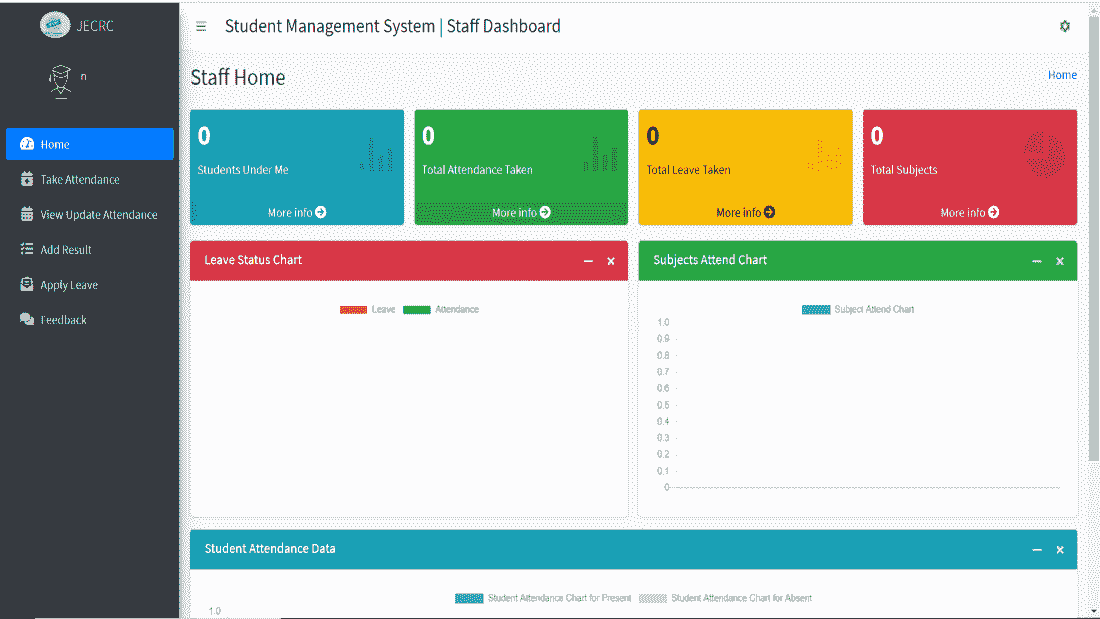 JECRC
Student Management System | Staff Dashboard
n
Staff Home
Home
Home
Take Attendance
View Update Attendance
Add Result
Apply Leave
Feedback
0
Students Under Me
More info
0
Total Attendance Taken
More info
0
Total Leave Taken
More info
0
Total Subjects
More info
Leave Status Chart
Leave Attendance
Subjects Attend Chart
Subject Attend Chart
1.0
0.9
0.8
0.7
0.6
0.5
0.4
0.3
0.2
0.1
0
Student Attendance Data
Student Attendance Chart for Present Student Attendance Chart for Absent
1.0